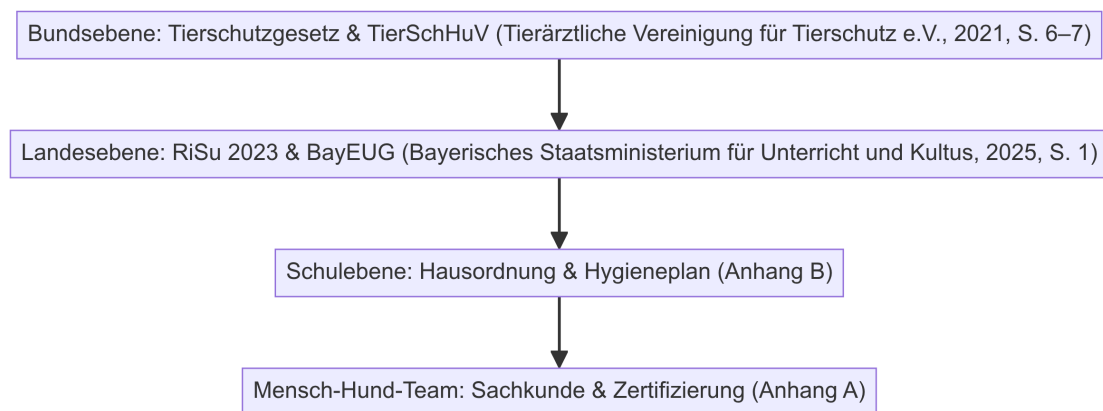 Bundsebene: Tierschutzgesetz & TierSchHuV (Tierärztliche Vereinigung für Tierschutz e.V., 2021, S. 6–7)
Landesebene: RiSu 2023 & BayEUG (Bayerisches Staatsministerium für Unterricht und Kultus, 2025, S. 1)
Schulebene: Hausordnung & Hygieneplan (Anhang B)
Mensch-Hund-Team: Sachkunde & Zertifizierung (Anhang A)